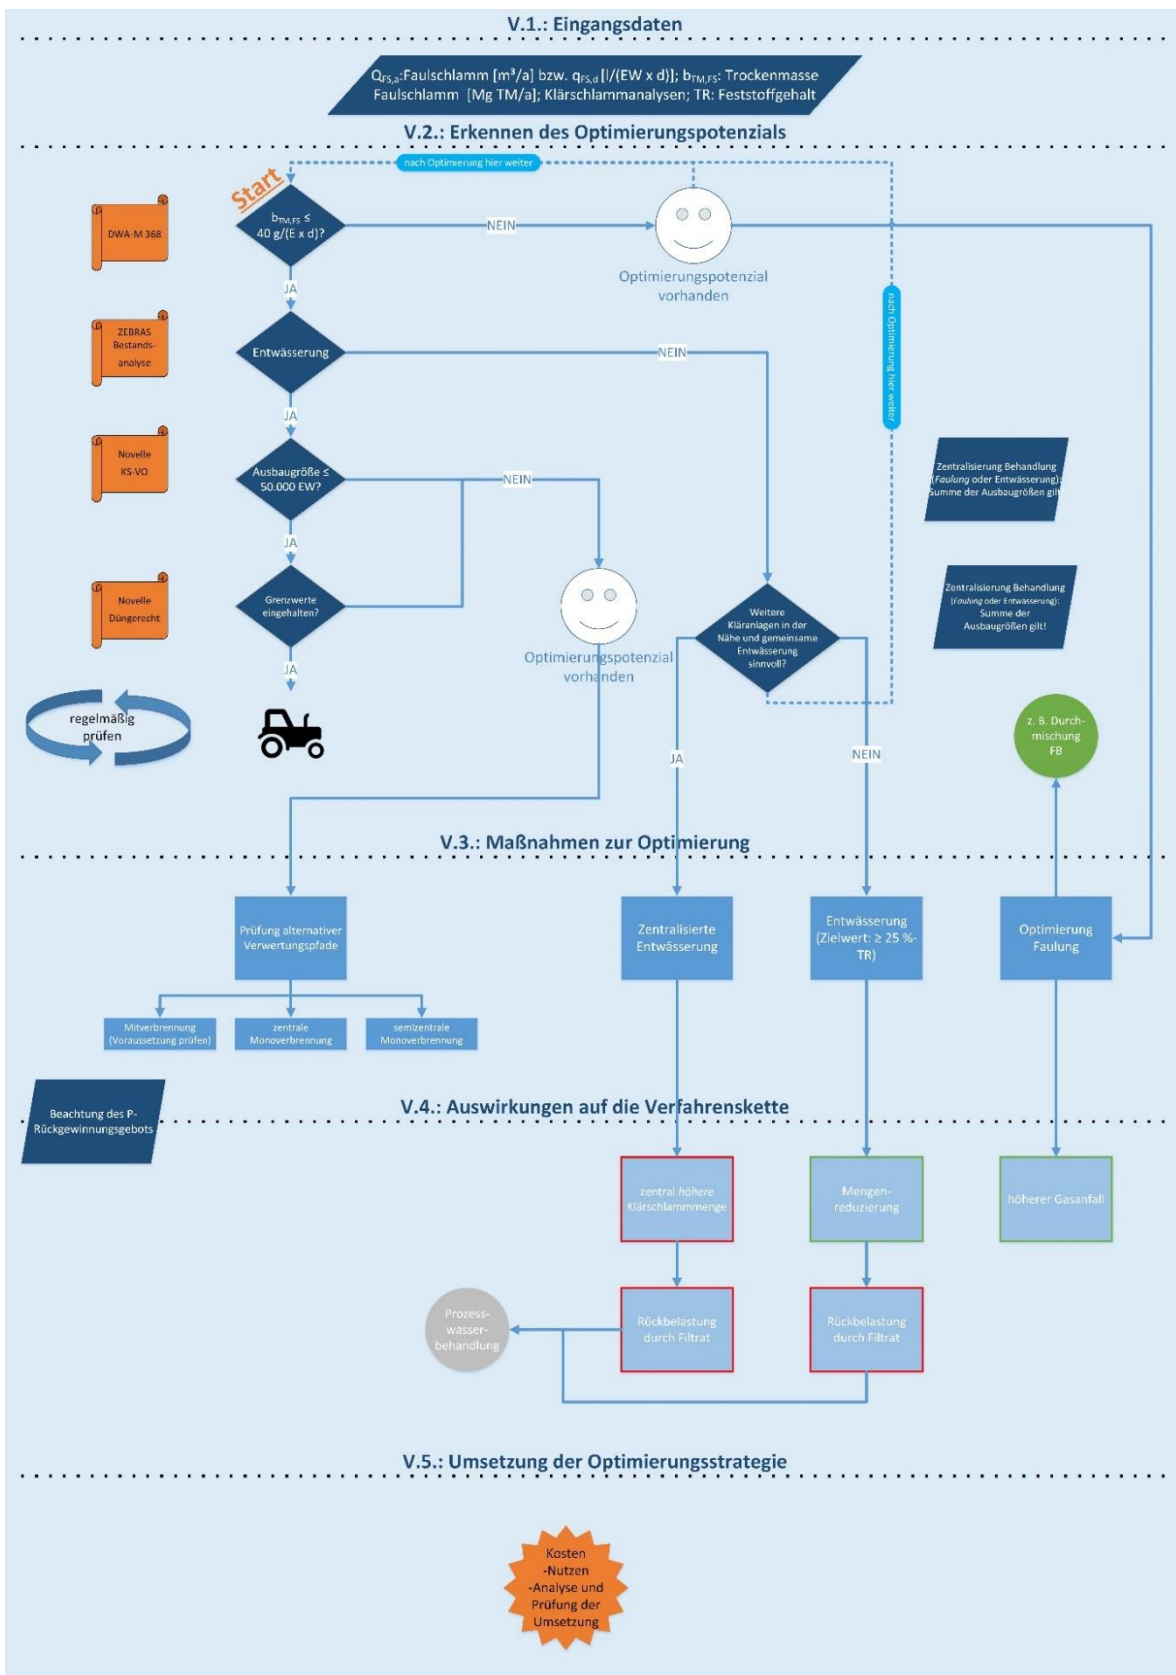 V.1.: Eingangsdaten
Q_FS,a:Faulschlamm [m³/a] bzw. q_FS,d [l/(EW x d)]; b_TM,FS: Trockenmasse
Faulschlamm [Mg TM/a]; Klärschlammanalysen; TR: Feststoffgehalt
V.2.: Erkennen des Optimierungspotenzials
nach Optimierung hier weiter
Start
DWA-M 368
b_TM,FS ≤
40 g/(E x d)?
NEIN
Optimierungspotenzial
vorhanden
JA
nach Optimierung hier weiter
ZEBRAS
Bestands-
analyse
Entwässerung
NEIN
JA
Novelle
KS-VO
Ausbaugröße ≤
50.000 EW?
NEIN
Zentralisierung Behandlung
(Faulung oder Entwässerung):
Summe der Ausbaugrößen gilt
JA
Novelle
Düngerecht
Grenzwerte
eingehalten?
Optimierungspotenzial
vorhanden
Weitere
Kläranlagen in der
Nähe und gemeinsame
Entwässerung
sinnvoll?
Zentralisierung Behandlung
(Faulung oder Entwässerung):
Summe der
Ausbaugrößen gilt!
JA
regelmäßig
prüfen
JA
NEIN
z. B. Durch-
mischung
FB
V.3.: Maßnahmen zur Optimierung
Prüfung alternativer
Verwertungspfade
Zentralisierte
Entwässerung
Entwässerung
(Zielwert: ≥ 25 %-
TR)
Optimierung
Faulung
Mitverbrennung
(Voraussetzung prüfen)
zentrale
Monoverbrennung
semizentrale
Monoverbrennung
Beachtung des P-
Rückgewinnungsgebots
V.4.: Auswirkungen auf die Verfahrenskette
zentral höhere
Klärschlammmenge
Mengen-
reduzierung
höherer Gasanfall
Prozess-
wasser-
behandlung
Rückbelastung
durch Filtrat
Rückbelastung
durch Filtrat
V.5.: Umsetzung der Optimierungsstrategie
Kosten
-Nutzen
-Analyse und
Prüfung der
Umsetzung